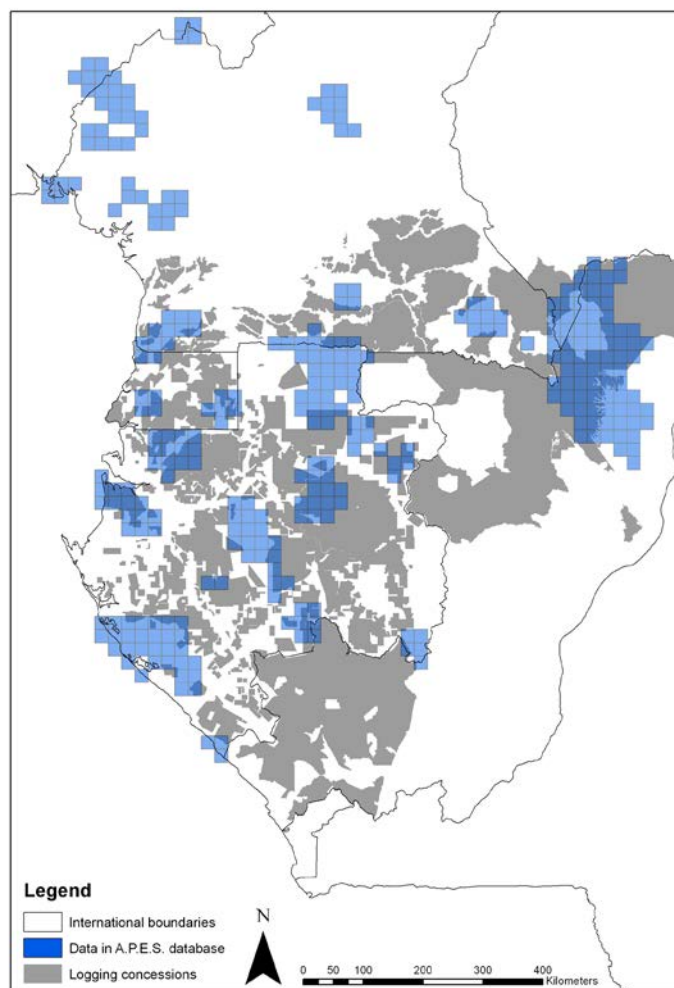 Legend
International boundaries
Data in A.P.E.S. database
Logging concessions
N
0 50 100 200 300 400
Kilometers